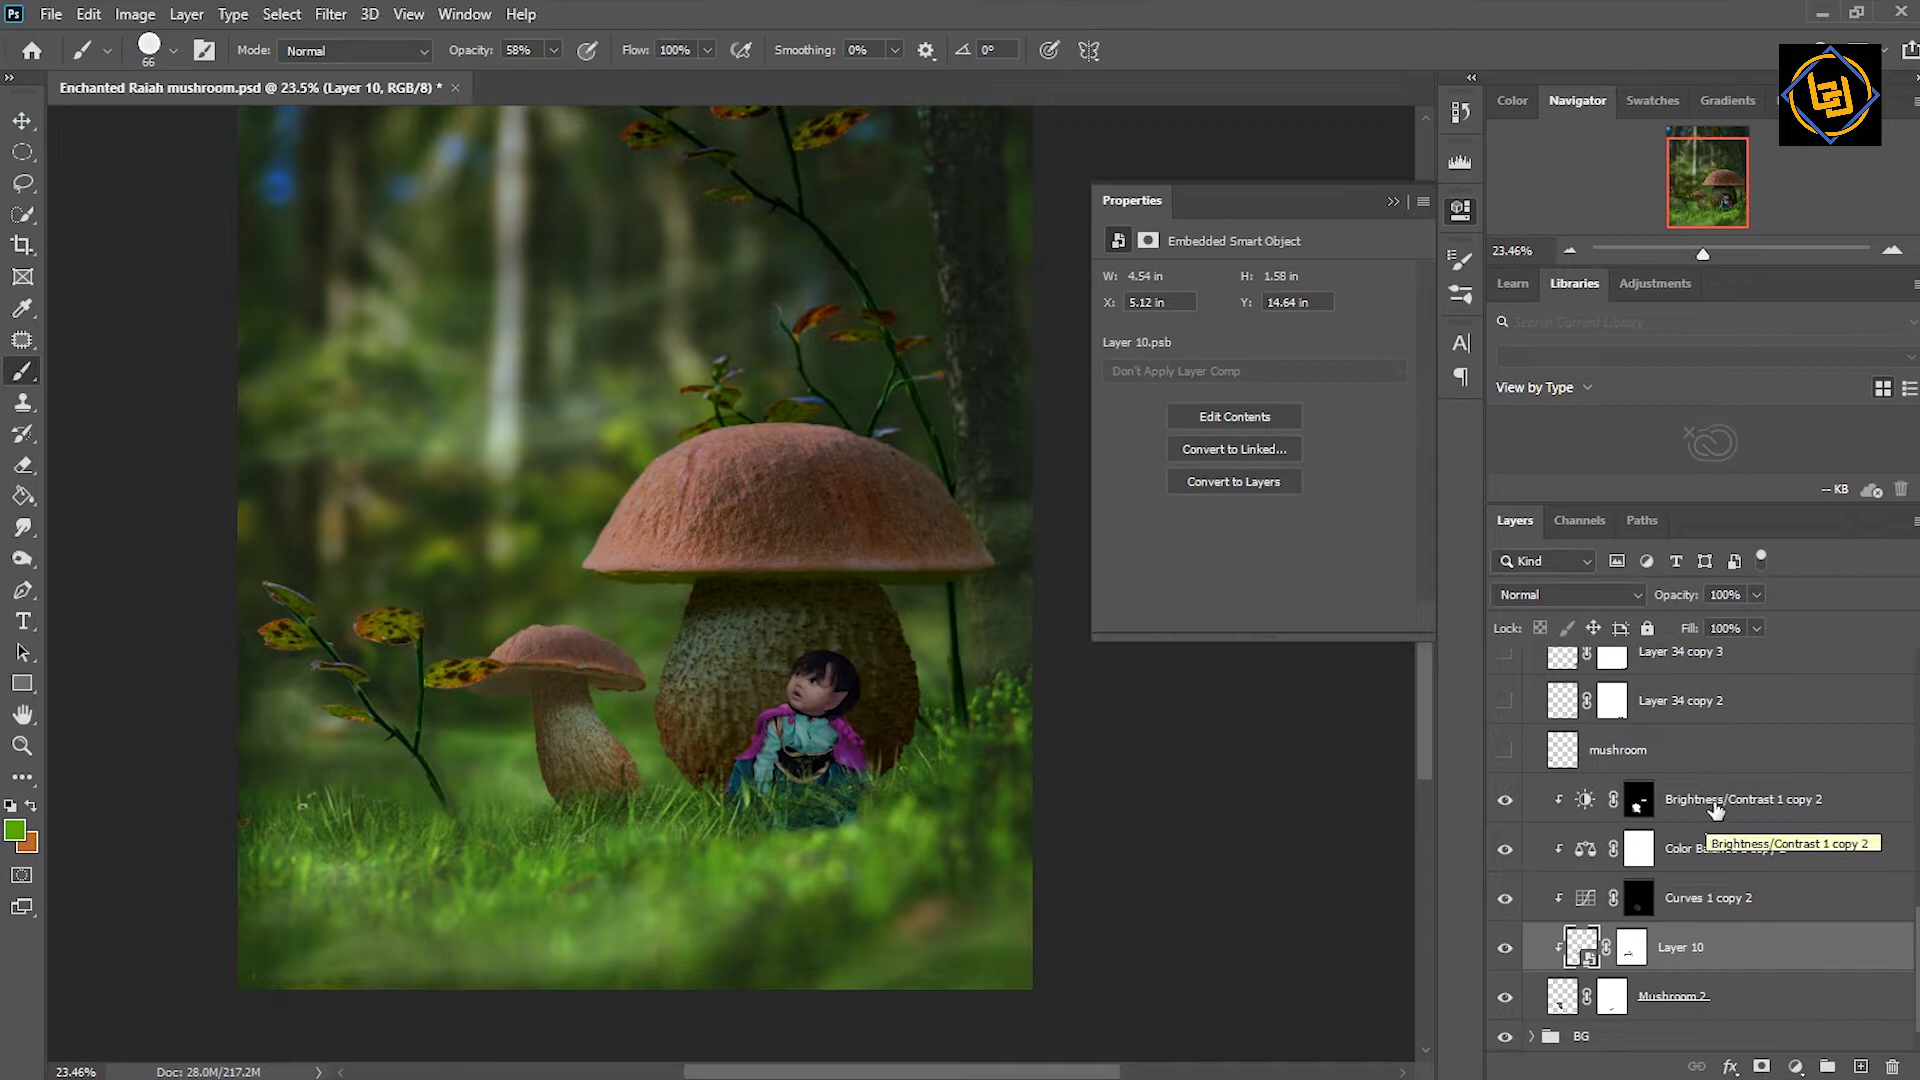 Ps File Edit Image Layer Type Select Filter 3D View Window Help
66 Mode: Normal Opacity: 58% Flow: 100% Smoothing: 0% 0°
Enchanted Raiah mushroom.psd @ 23.5% (Layer 10, RGB/8) * ×
Color Navigator Swatches Gradients
23.46%
Learn Libraries Adjustments
Search Current Library
View by Type
-- KB
Properties
Embedded Smart Object
W: 4.54 in H: 1.58 in
X: 5.12 in Y: 14.64 in
Layer 10.psb
Don't Apply Layer Comp
Edit Contents
Convert to Linked...
Convert to Layers
Layers Channels Paths
Kind
Normal Opacity: 100%
Lock: Fill: 100%
Layer 34 copy 3
Layer 34 copy 2
mushroom
Brightness/Contrast 1 copy 2
Brightness/Contrast 1 copy 2
Curves 1 copy 2
Layer 10
Mushroom 2
BG
23.46% Doc: 28.0M/217.2M